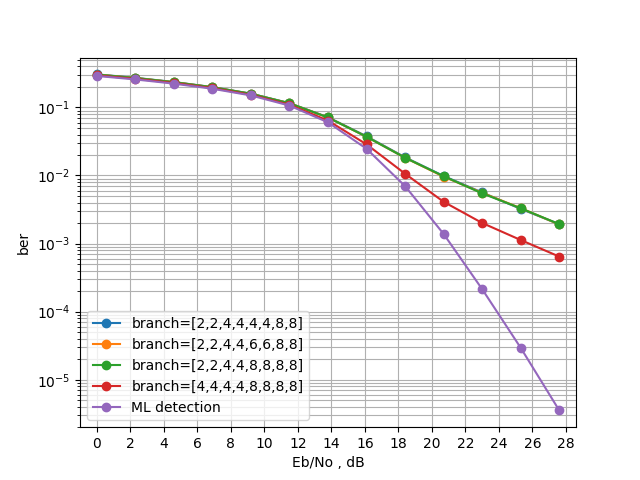 10⁻¹
10⁻²
10⁻³
10⁻⁴
10⁻⁵
ber
branch=[2,2,4,4,4,4,8,8]
branch=[2,2,4,4,6,6,8,8]
branch=[2,2,4,4,8,8,8,8]
branch=[4,4,4,4,8,8,8,8]
ML detection
0 2 4 6 8 10 12 14 16 18 20 22 24 26 28
Eb/No , dB